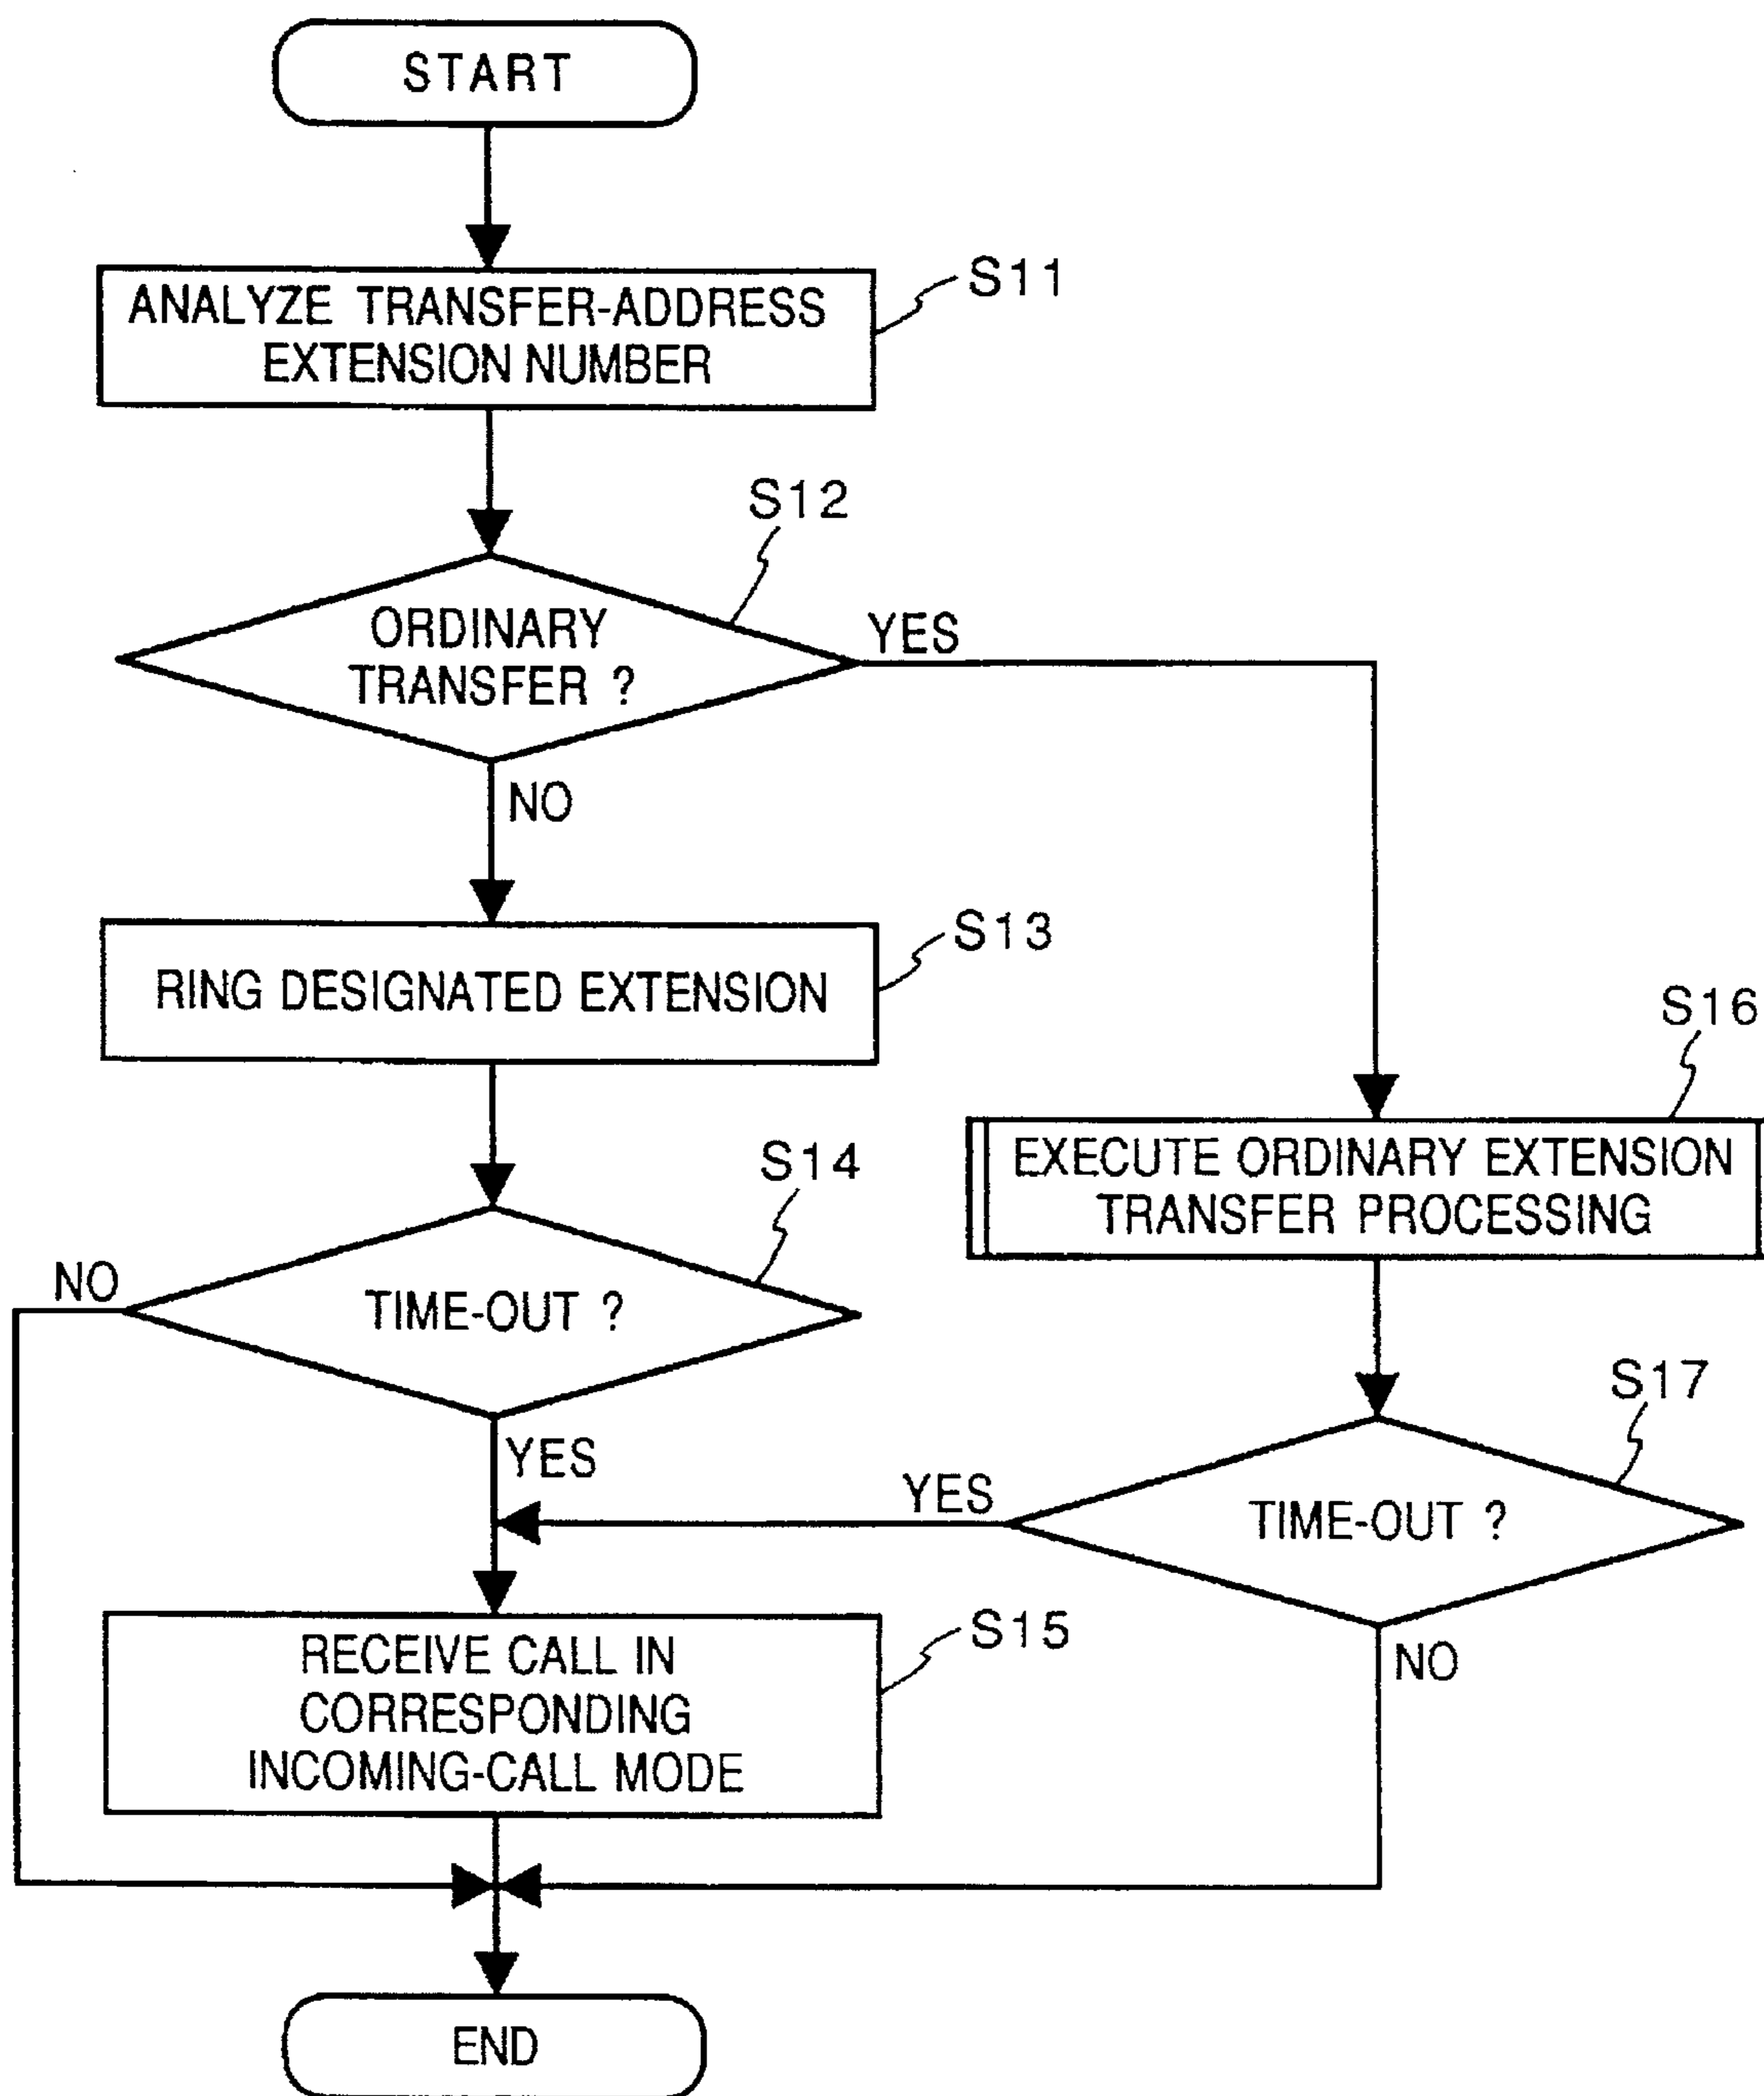 START
S11
ANALYZE TRANSFER-ADDRESS
EXTENSION NUMBER
S12
ORDINARY
TRANSFER ?
YES
NO
S13
RING DESIGNATED EXTENSION
S16
EXECUTE ORDINARY EXTENSION
TRANSFER PROCESSING
S14
NO
TIME-OUT ?
YES
S17
YES
TIME-OUT ?
NO
S15
RECEIVE CALL IN
CORRESPONDING
INCOMING-CALL MODE
END